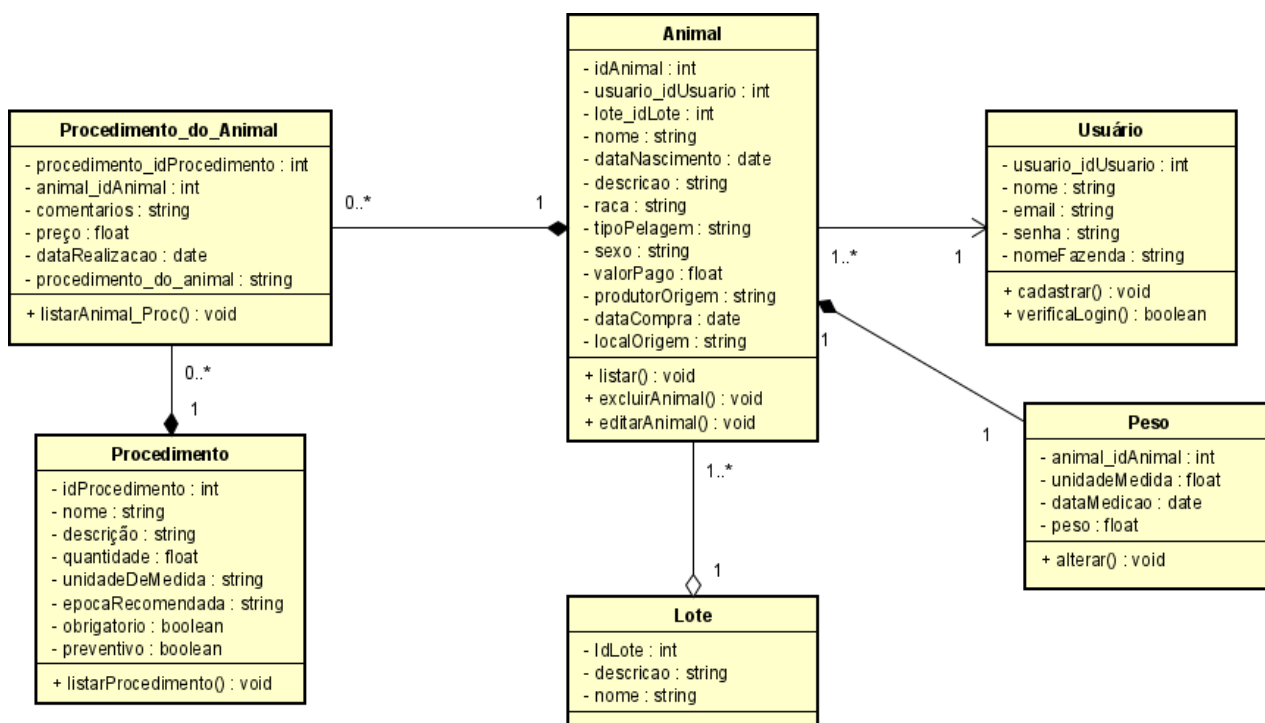 Animal
- idAnimal : int
- usuario_idUsuario : int
- lote_idLote : int
- nome : string
- dataNascimento : date
- descricao : string
- raca : string
- tipoPelagem : string
- sexo : string
- valorPago : float
- produtorOrigem : string
- dataCompra : date
- localOrigem : string
+ listar() : void
+ excluirAnimal() : void
+ editarAnimal() : void
Procedimento_do_Animal
- procedimento_idProcedimento : int
- animal_idAnimal : int
- comentarios : string
- preço : float
- dataRealizacao : date
- procedimento_do_animal : string
+ listarAnimal_Proc() : void
0..*
1
Usuário
- usuario_idUsuario : int
- nome : string
- email : string
- senha : string
- nomeFazenda : string
+ cadastrar() : void
+ verificaLogin() : boolean
1..*
1
1
1
0..*
1
Procedimento
- idProcedimento : int
- nome : string
- descrição : string
- quantidade : float
- unidadeDeMedida : string
- epocaRecomendada : string
- obrigatorio : boolean
- preventivo : boolean
+ listarProcedimento() : void
Peso
- animal_idAnimal : int
- unidadeMedida : float
- dataMedicao : date
- peso : float
+ alterar() : void
1..*
1
Lote
- IdLote : int
- descricao : string
- nome : string